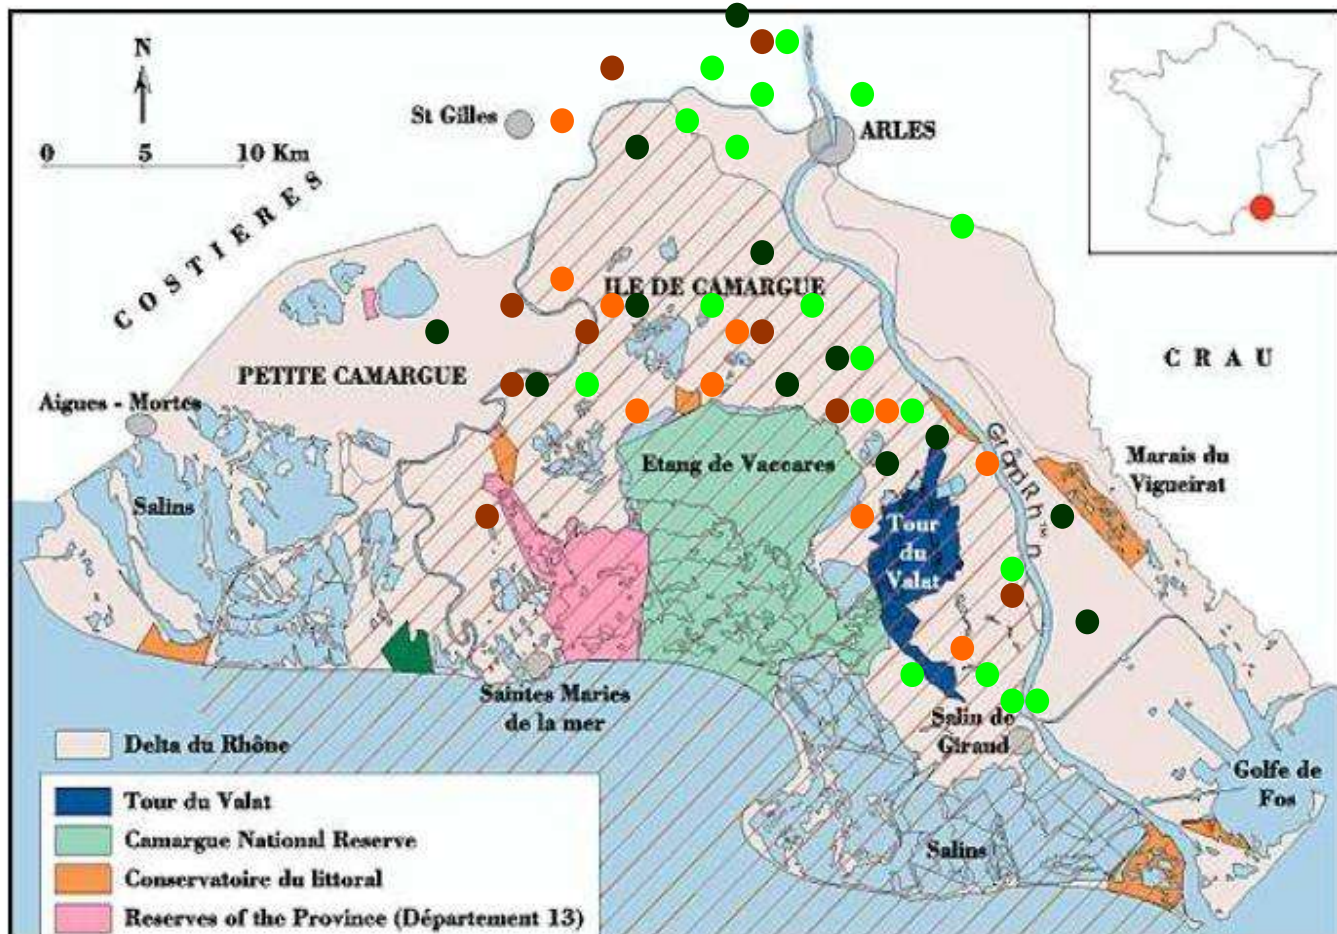 N
St Gilles
ARLES
0 5 10 Km
COSTIERES
ILE DE CAMARGUE
CRAU
PETITE CAMARGUE
Aigues - Mortes
Etang de Vaccares
Marais du
Vigueirat
Salins
Tour
du
Valat
Saintes Maries
de la mer
Salin de
Giraud
Golfe de
Fos
Salins
Delta du Rhône
Tour du Valat
Camargue National Reserve
Conservatoire du littoral
Reserves of the Province (Département 13)